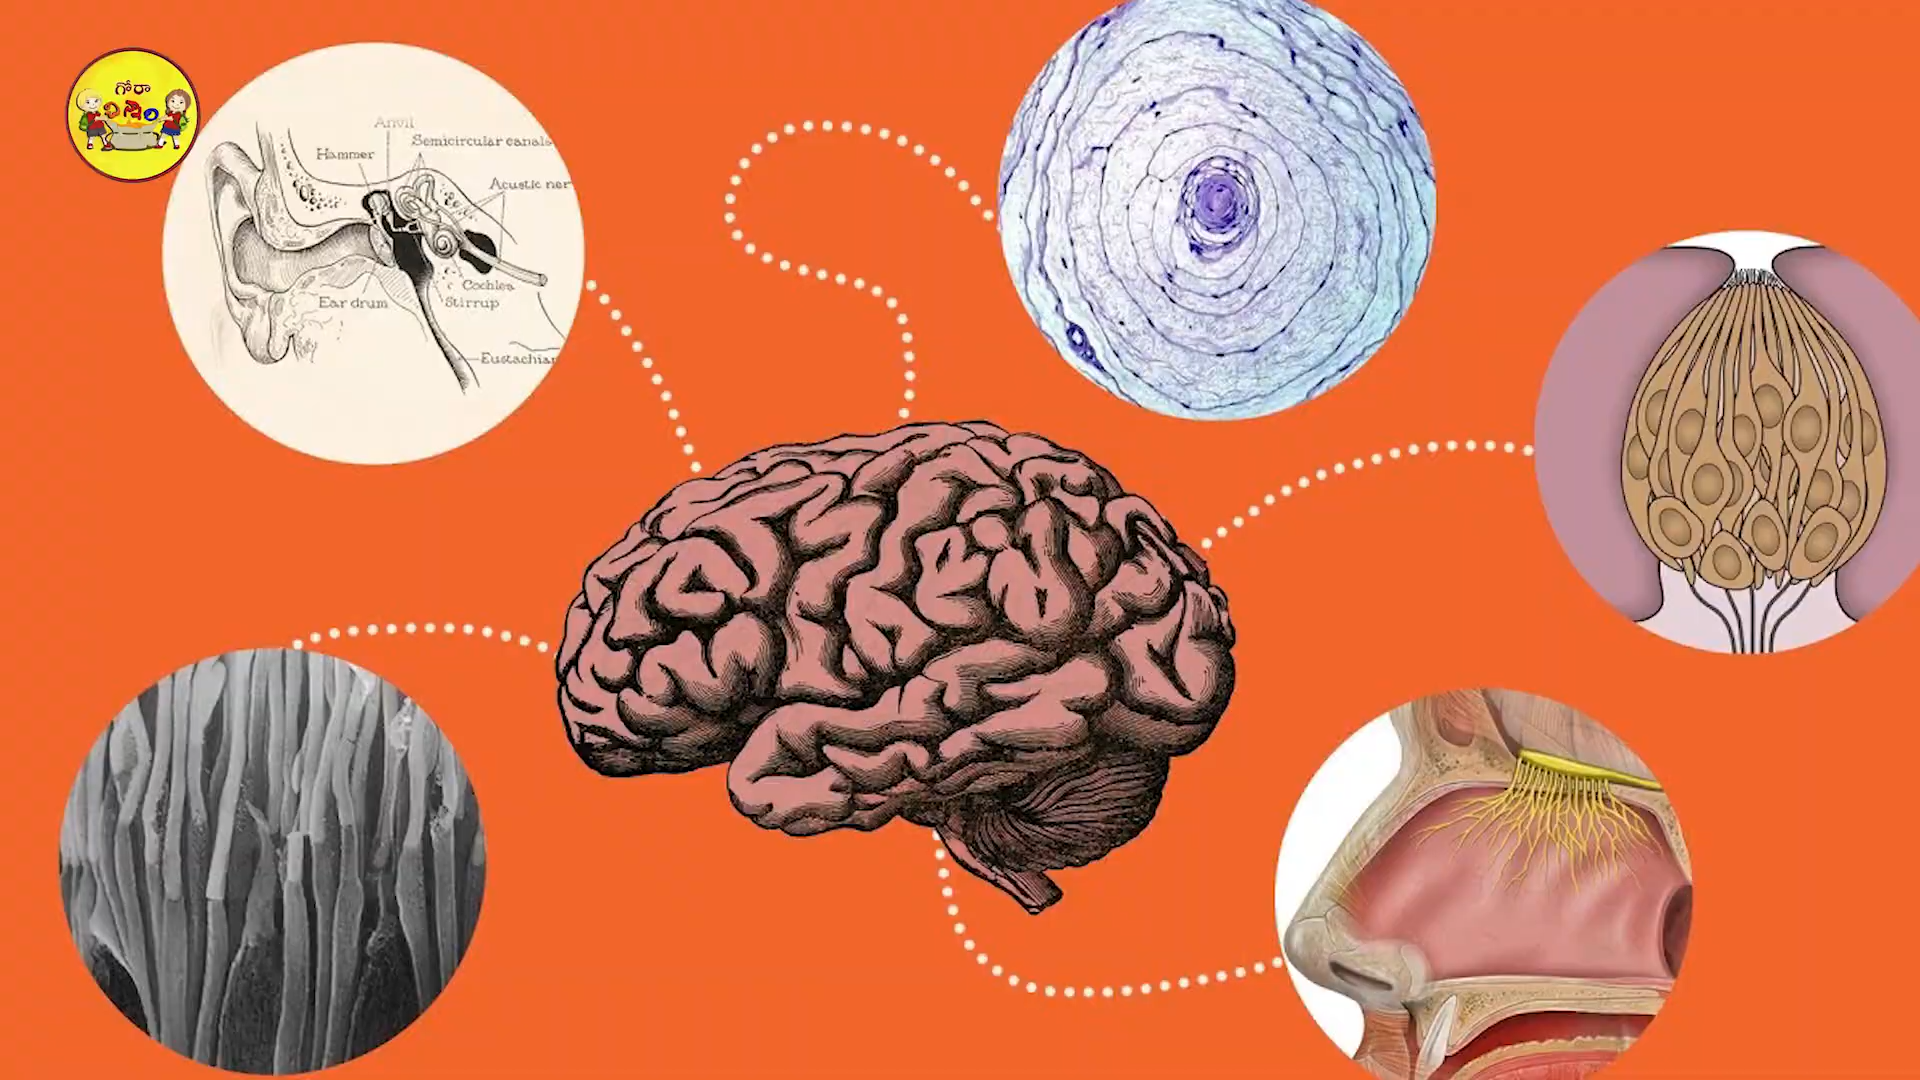 గోరా
Anvil
Semicircular canals
Hammer
Acustic ner
Cochlea
Ear drum
Stirrup
Eustachian